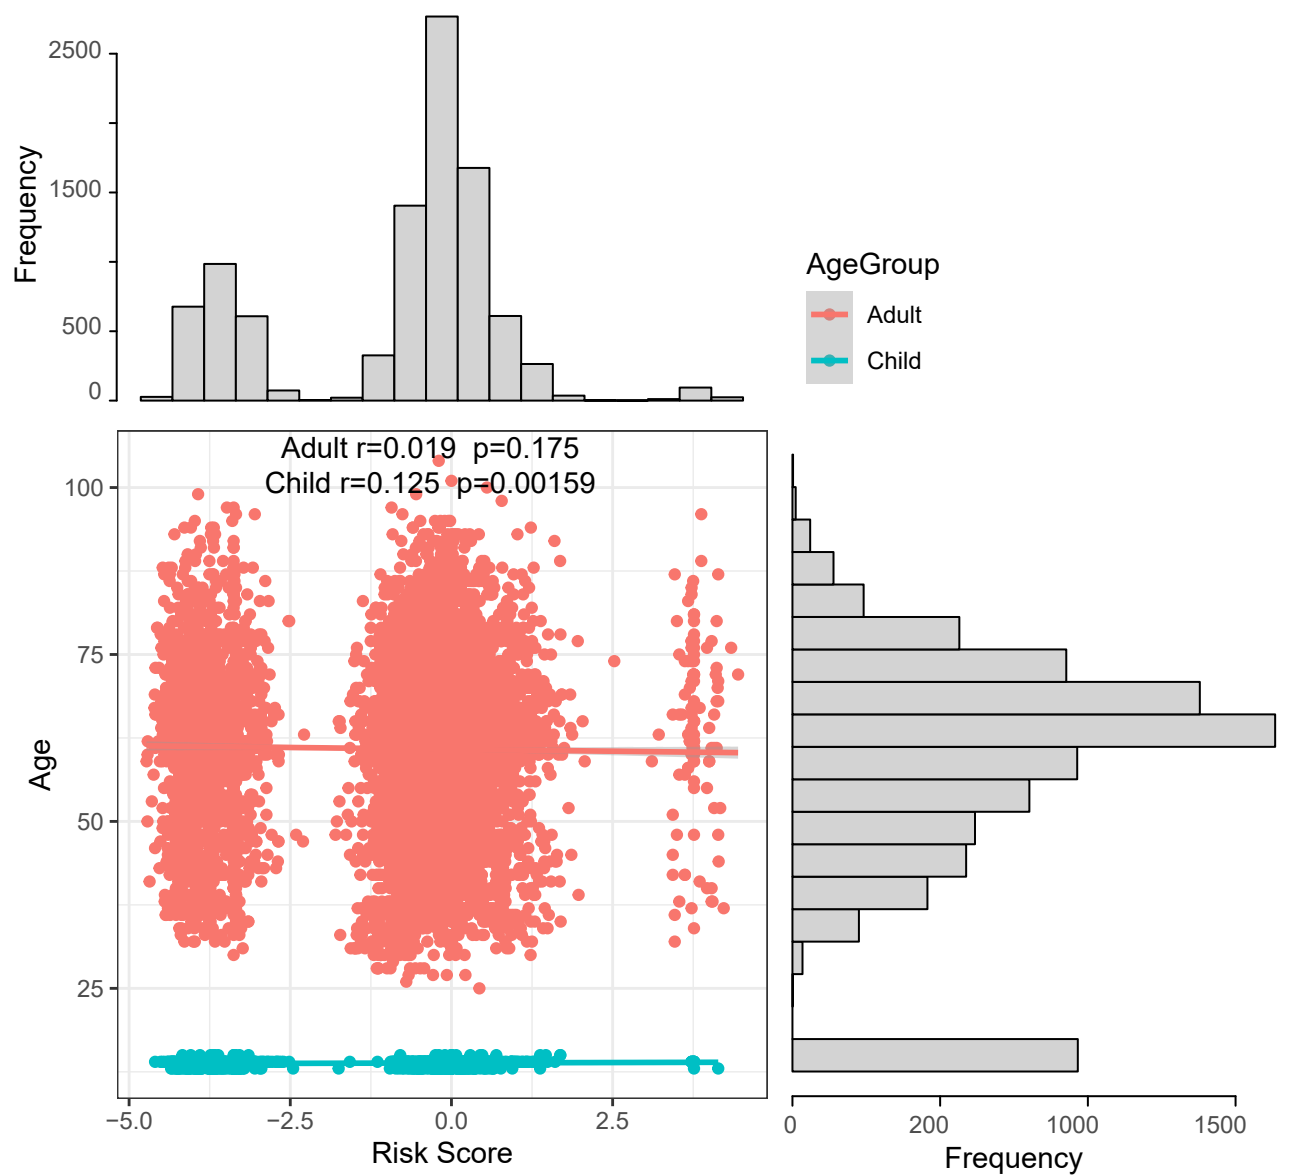 2500
1500
500
0
Frequency
AgeGroup
Adult
Child
Adult r=0.019 p=0.175
Child r=0.125 p=0.00159
100
75
50
25
Age
−5.0
−2.5
0.0
2.5
Risk Score
0
200
1000
1500
Frequency